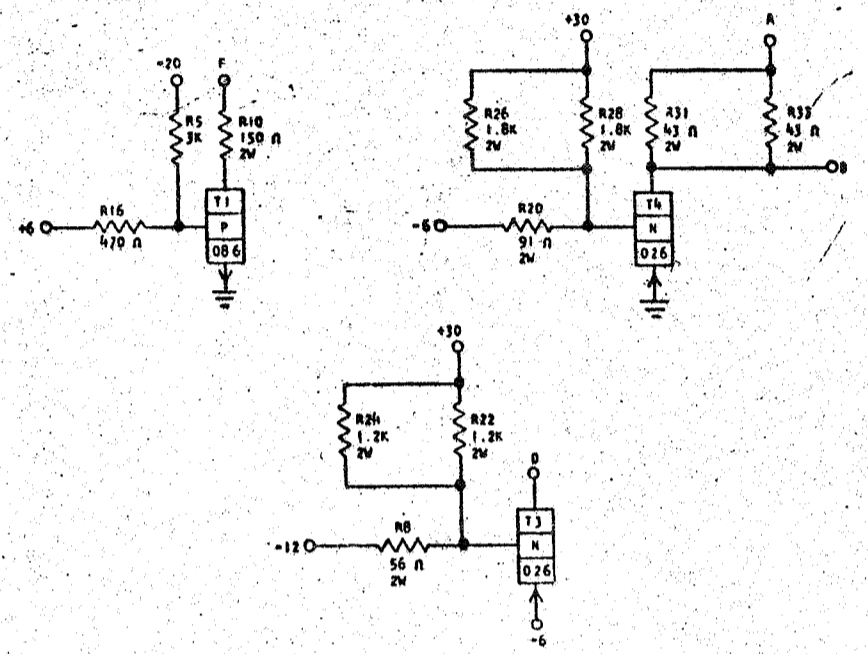 -20
F
R5
3K
R10
150 Ω
2W
T1
P
086
+6
R16
470 Ω
+30
A
R26
1.8K
2W
R28
1.8K
2W
R31
43 Ω
2W
R33
43 Ω
2W
B
-6
R20
91 Ω
2W
T4
N
026
+30
R24
1.2K
2W
R22
1.2K
2W
D
-12
R8
56 Ω
2W
T3
N
026
-6